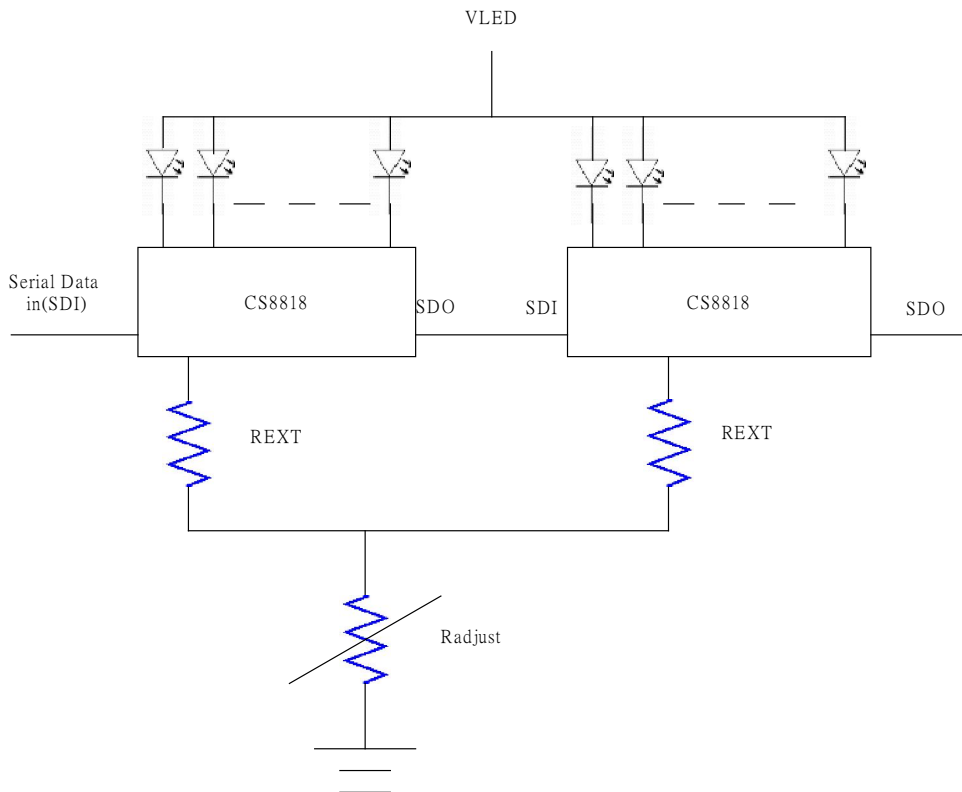 VLED
Serial Data
in(SDI)
CS8818
SDO
SDI
CS8818
SDO
REXT
REXT
Radjust